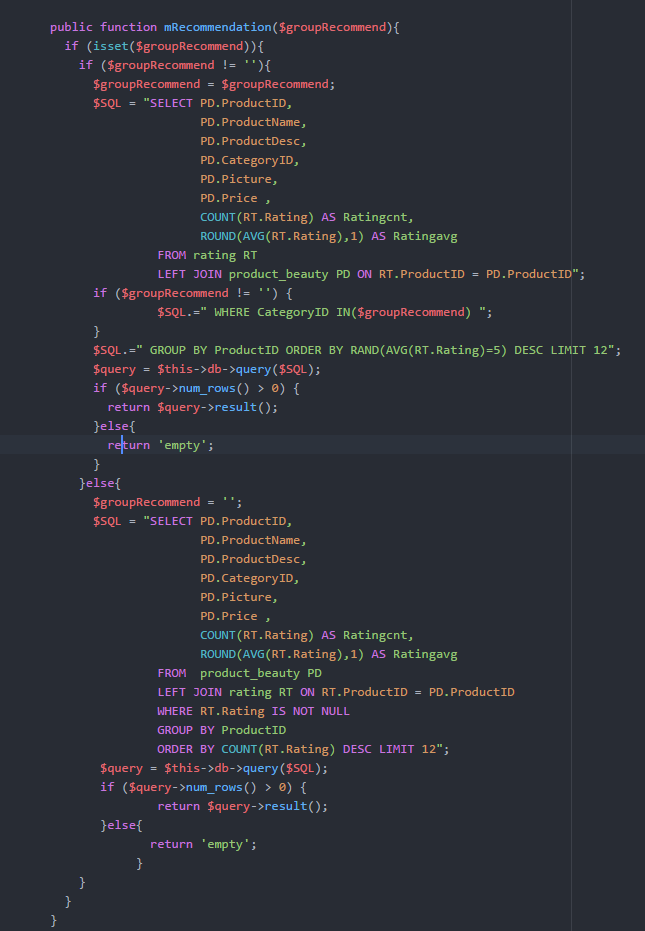 public function mRecommendation($groupRecommend){
if (isset($groupRecommend)){
if ($groupRecommend != ''){
$groupRecommend = $groupRecommend;
$SQL = "SELECT PD.ProductID,
PD.ProductName,
PD.ProductDesc,
PD.CategoryID,
PD.Picture,
PD.Price ,
COUNT(RT.Rating) AS Ratingcnt,
ROUND(AVG(RT.Rating),1) AS Ratingavg
FROM rating RT
LEFT JOIN product_beauty PD ON RT.ProductID = PD.ProductID";
if ($groupRecommend != '') {
$SQL.=" WHERE CategoryID IN($groupRecommend) ";
}
$SQL.=" GROUP BY ProductID ORDER BY RAND(AVG(RT.Rating)=5) DESC LIMIT 12";
$query = $this->db->query($SQL);
if ($query->num_rows() > 0) {
return $query->result();
}else{
return 'empty';
}
}else{
$groupRecommend = '';
$SQL = "SELECT PD.ProductID,
PD.ProductName,
PD.ProductDesc,
PD.CategoryID,
PD.Picture,
PD.Price ,
COUNT(RT.Rating) AS Ratingcnt,
ROUND(AVG(RT.Rating),1) AS Ratingavg
FROM  product_beauty PD
LEFT JOIN rating RT ON RT.ProductID = PD.ProductID
WHERE RT.Rating IS NOT NULL
GROUP BY ProductID
ORDER BY COUNT(RT.Rating) DESC LIMIT 12";
$query = $this->db->query($SQL);
if ($query->num_rows() > 0) {
return $query->result();
}else{
return 'empty';
}
}
}
}